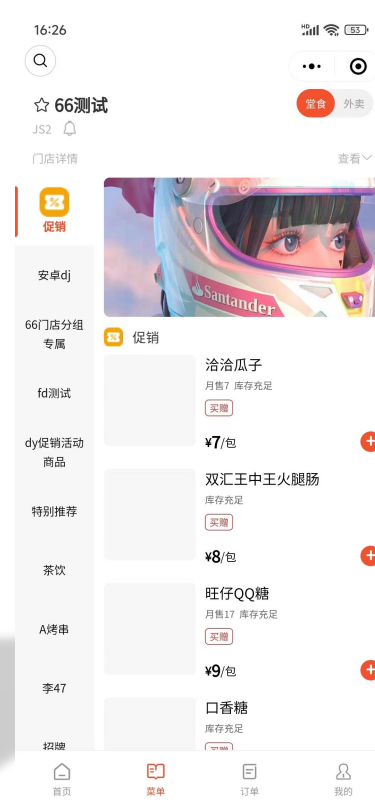 16:26
HD
53
66测试
堂食 外卖
JS2
门店详情
查看
促销
Santander
安卓dj
66门店分组
专属
fd测试
dy促销活动
商品
特别推荐
茶饮
A烤串
李47
招牌
促销
洽洽瓜子
月售7 库存充足
买赠
¥7/包
双汇王中王火腿肠
库存充足
买赠
¥8/包
旺仔QQ糖
月售17 库存充足
买赠
¥9/包
口香糖
库存充足
买赠
首页
菜单
订单
我的